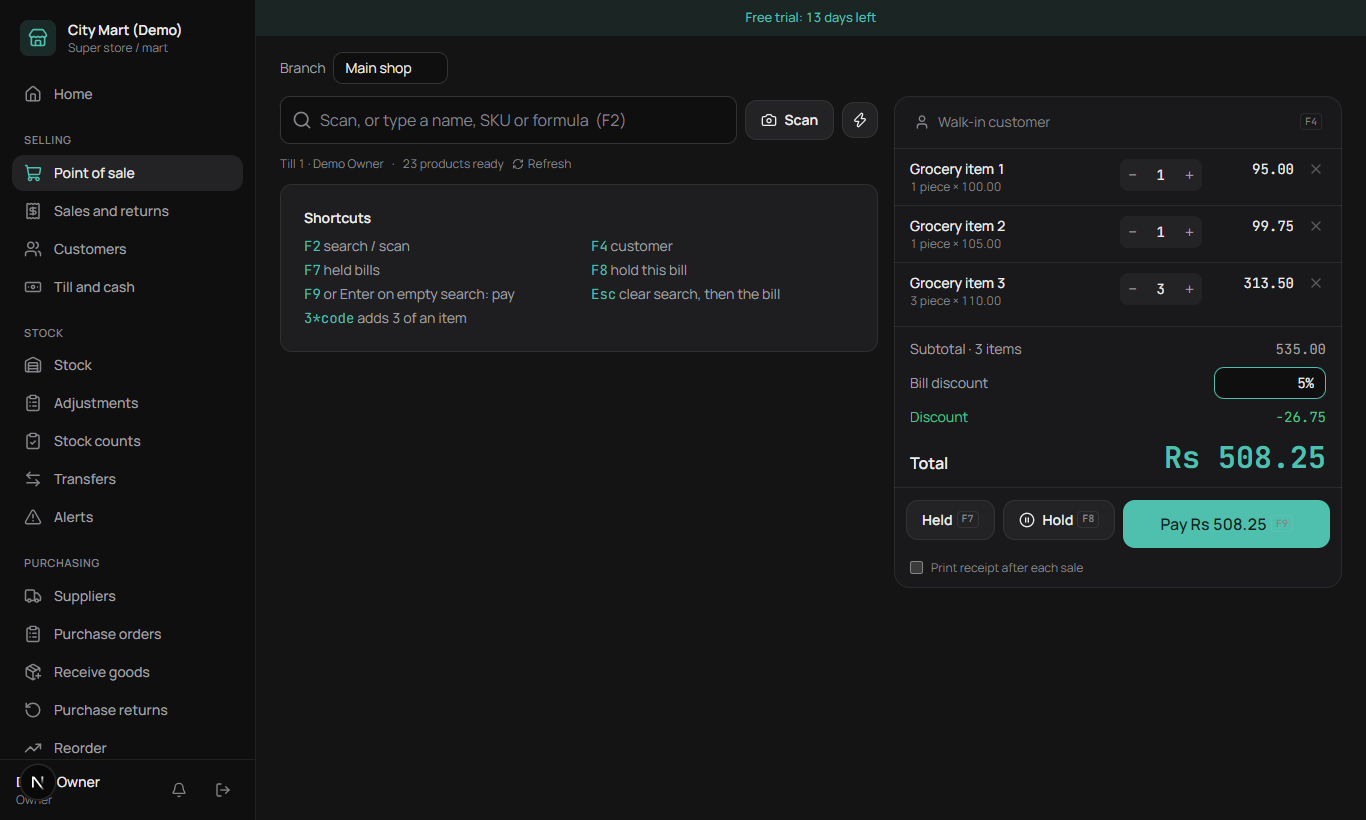 City Mart (Demo)
Super store / mart
Home
SELLING
Point of sale
Sales and returns
Customers
Till and cash
STOCK
Stock
Adjustments
Stock counts
Transfers
Alerts
PURCHASING
Suppliers
Purchase orders
Receive goods
Purchase returns
Reorder
Owner
Free trial: 13 days left
Branch Main shop
Scan, or type a name, SKU or formula (F2)
Scan
Till 1 · Demo Owner · 23 products ready Refresh
Shortcuts
F2 search / scan F4 customer
F7 held bills F8 hold this bill
F9 or Enter on empty search: pay Esc clear search, then the bill
3*code adds 3 of an item
Walk-in customer F4
Grocery item 1 − 1 + 95.00 ×
1 piece × 100.00
Grocery item 2 − 1 + 99.75 ×
1 piece × 105.00
Grocery item 3 − 3 + 313.50 ×
3 piece × 110.00
Subtotal · 3 items 535.00
Bill discount 5%
Discount -26.75
Total Rs 508.25
Held F7 Hold F8 Pay Rs 508.25 F9
Print receipt after each sale